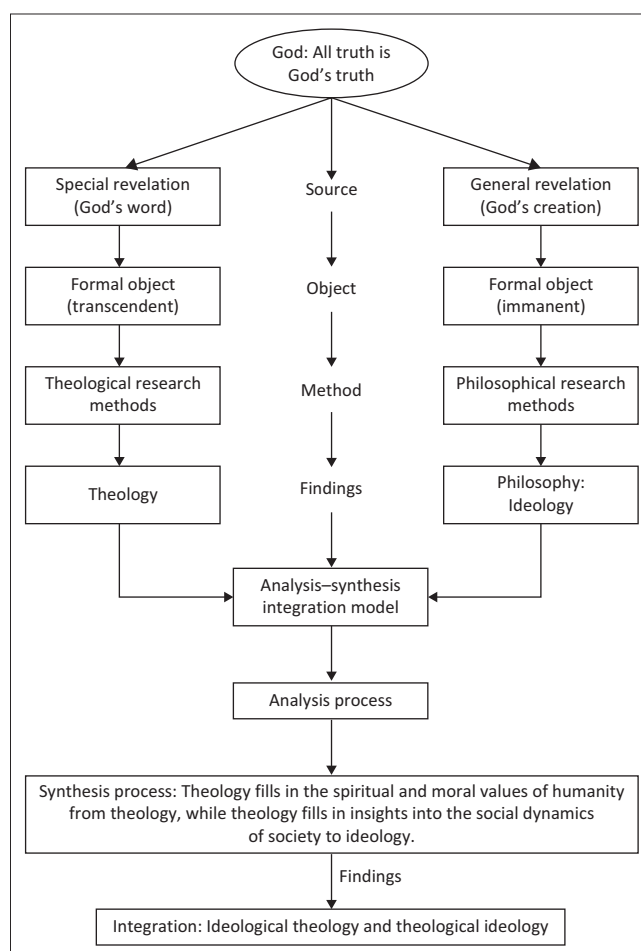 God: All truth is
God's truth
Special revelation
(God's word)
Source
General revelation
(God's creation)
Formal object
(transcendent)
Object
Formal object
(immanent)
Theological research
methods
Method
Philosophical research
methods
Theology
Findings
Philosophy:
Ideology
Analysis–synthesis
integration model
Analysis process
Synthesis process: Theology fills in the spiritual and moral values of humanity
from theology, while theology fills in insights into the social dynamics
of society to ideology.
Findings
Integration: Ideological theology and theological ideology